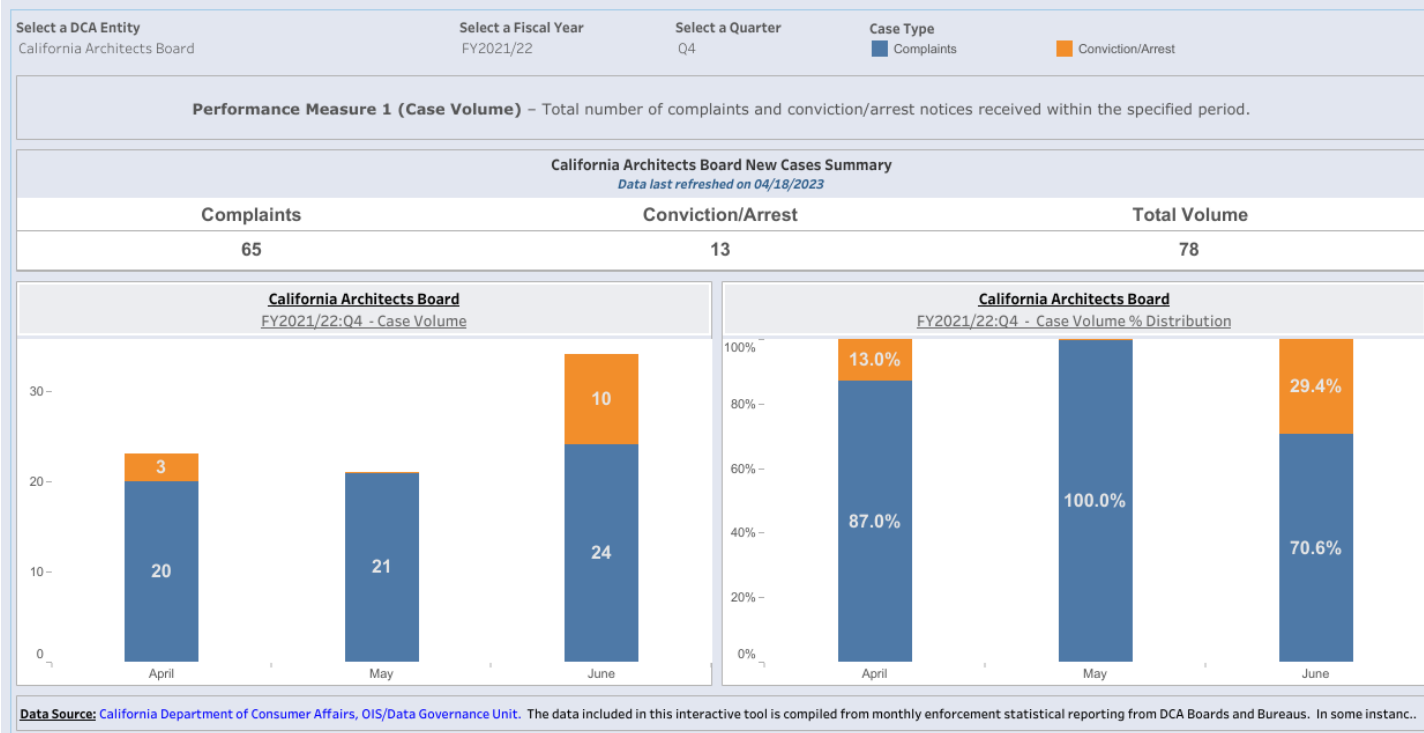 Select a DCA Entity
Select a Fiscal Year
Select a Quarter
Case Type
California Architects Board
FY2021/22
Q4
Complaints
Conviction/Arrest
Performance Measure 1 (Case Volume) – Total number of complaints and conviction/arrest notices received within the specified period.
California Architects Board New Cases Summary
Data last refreshed on 04/18/2023
Complaints
Conviction/Arrest
Total Volume
65
13
78
California Architects Board
FY2021/22:Q4 - Case Volume
30
20
10
0
3
20
21
10
24
April
May
June
California Architects Board
FY2021/22:Q4 - Case Volume % Distribution
100%
80%
60%
40%
20%
0%
13.0%
87.0%
100.0%
29.4%
70.6%
April
May
June
Data Source: California Department of Consumer Affairs, OIS/Data Governance Unit. The data included in this interactive tool is compiled from monthly enforcement statistical reporting from DCA Boards and Bureaus. In some instanc..